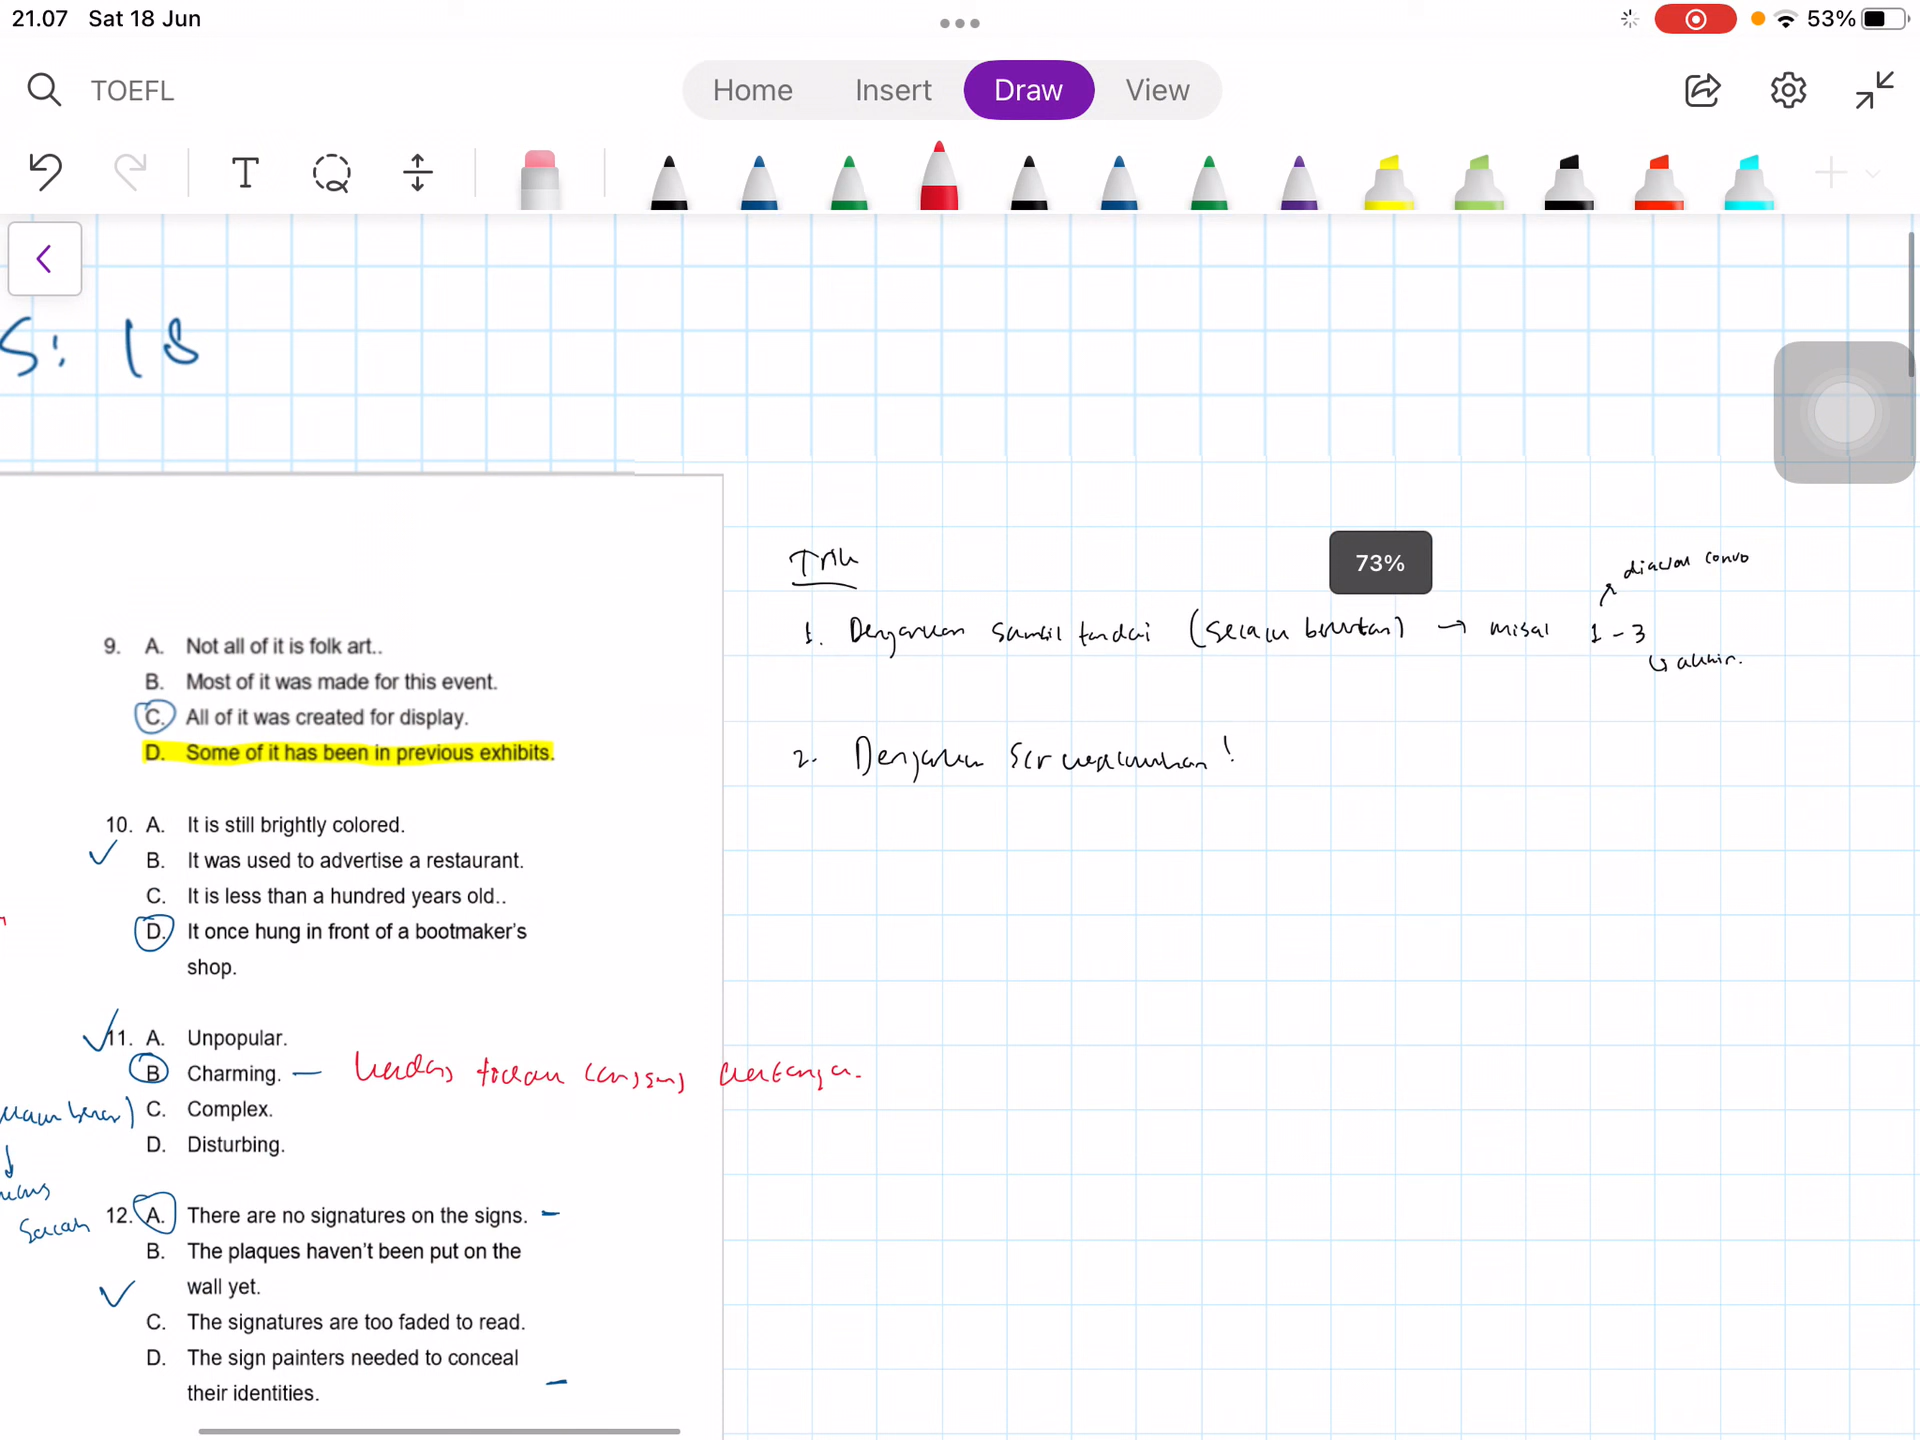 21.07 Sat 18 Jun
53%
TOEFL
Home Insert Draw View
T
S: 18
73%
Trik
diawal convo
1. Dengarkan sambil tandai (secara berurutan) → misal 1 - 3
↳ akhir.
2. Dengarkan !
9. A. Not all of it is folk art..
B. Most of it was made for this event.
C. All of it was created for display.
D. Some of it has been in previous exhibits.
10. A. It is still brightly colored.
B. It was used to advertise a restaurant.
C. It is less than a hundred years old..
D. It once hung in front of a bootmaker's
shop.
11. A. Unpopular.
B Charming. —
C. Complex.
D. Disturbing.
12. A. There are no signatures on the signs. –
B. The plaques haven't been put on the
wall yet.
C. The signatures are too faded to read.
D. The sign painters needed to conceal
their identities. –